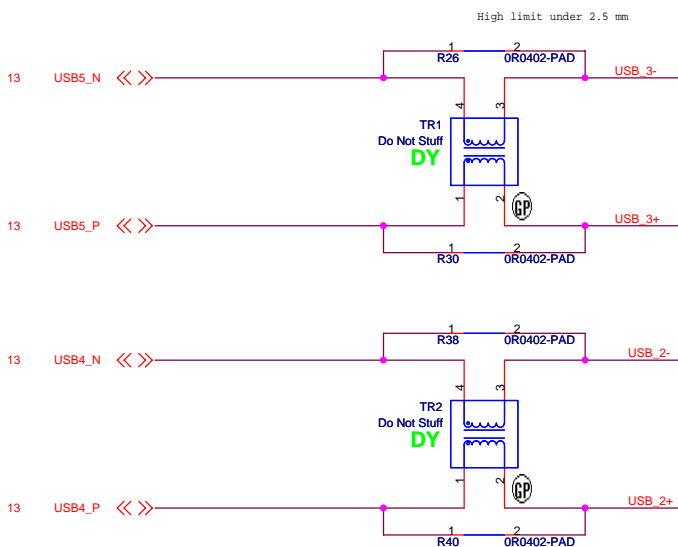 High limit under 2.5 mm
1 2
R26 0R0402-PAD
13 USB5_N USB_3-
4 3
TR1
Do Not Stuff
DY
1 2
GP
13 USB5_P USB_3+
1 2
R30 0R0402-PAD
1 2
R38 0R0402-PAD
13 USB4_N USB_2-
4 3
TR2
Do Not Stuff
DY
1 2
GP
13 USB4_P USB_2+
1 2
R40 0R0402-PAD